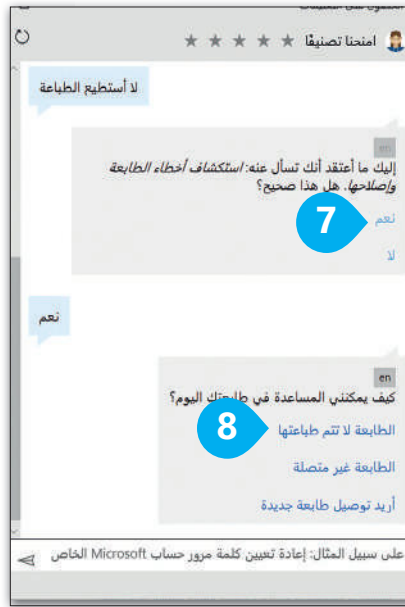 امنحنا تصنيفًا
لا أستطيع الطباعة
en
إليك ما أعتقد أنك تسأل عنه: استكشاف أخطاء الطابعة
وإصلاحها. هل هذا صحيح؟
نعم
7
لا
نعم
en
كيف يمكنني المساعدة في طابعتك اليوم؟
الطابعة لا تتم طباعتها
8
الطابعة غير متصلة
أريد توصيل طابعة جديدة
على سبيل المثال: إعادة تعيين كلمة مرور حساب Microsoft الخاص